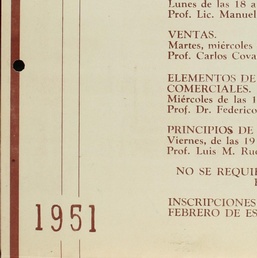 Lunes de las 18 a
Prof. Lic. Manuel
VENTAS.
Martes, miércoles
Prof. Carlos Cova
ELEMENTOS DE
COMERCIALES.
Miércoles de las 1
Prof. Dr. Federico
PRINCIPIOS DE
Viernes, de las 19
Prof. Luis M. Rue
NO SE REQUI
INSCRIPCIONES
FEBRERO DE ES
1951